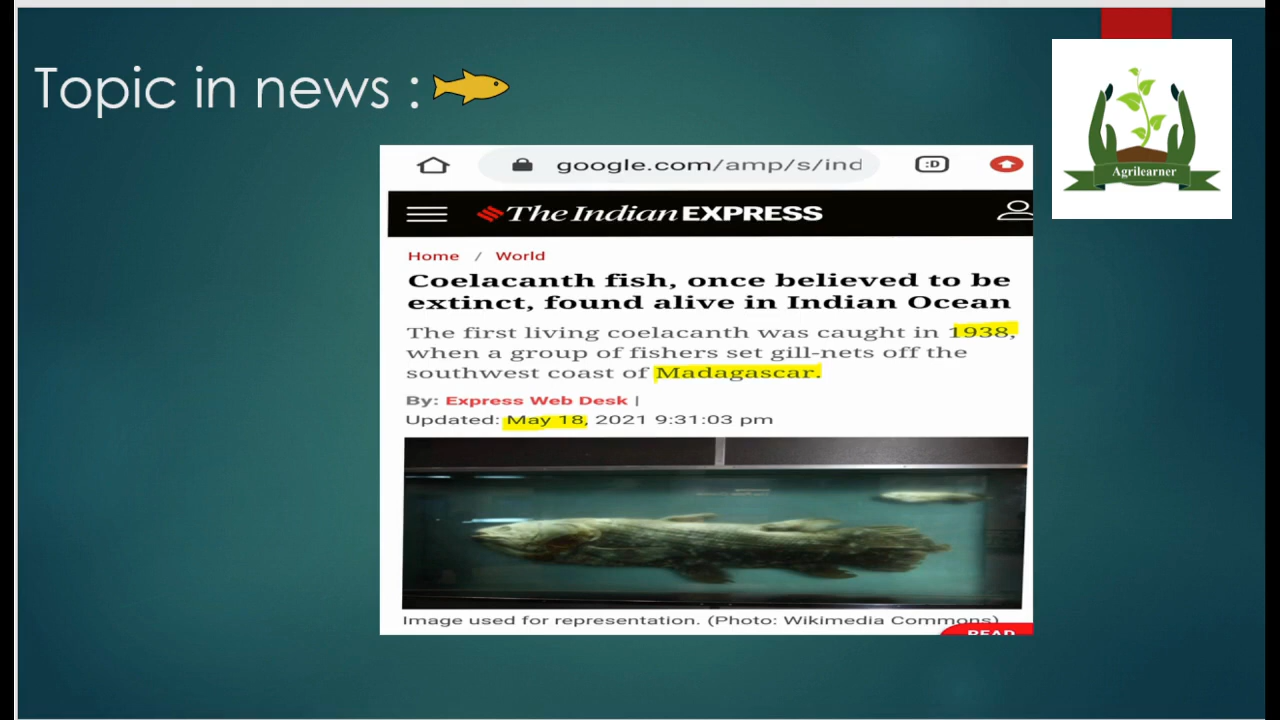 Topic in news :
Agrilearner
google.com/amp/s/ind
:D
The Indian EXPRESS
Home / World
Coelacanth fish, once believed to be
extinct, found alive in Indian Ocean
The first living coelacanth was caught in 1938,
when a group of fishers set gill-nets off the
southwest coast of Madagascar.
By: Express Web Desk |
Updated: May 18, 2021 9:31:03 pm
Image used for representation. (Photo: Wikimedia Commons)
READ